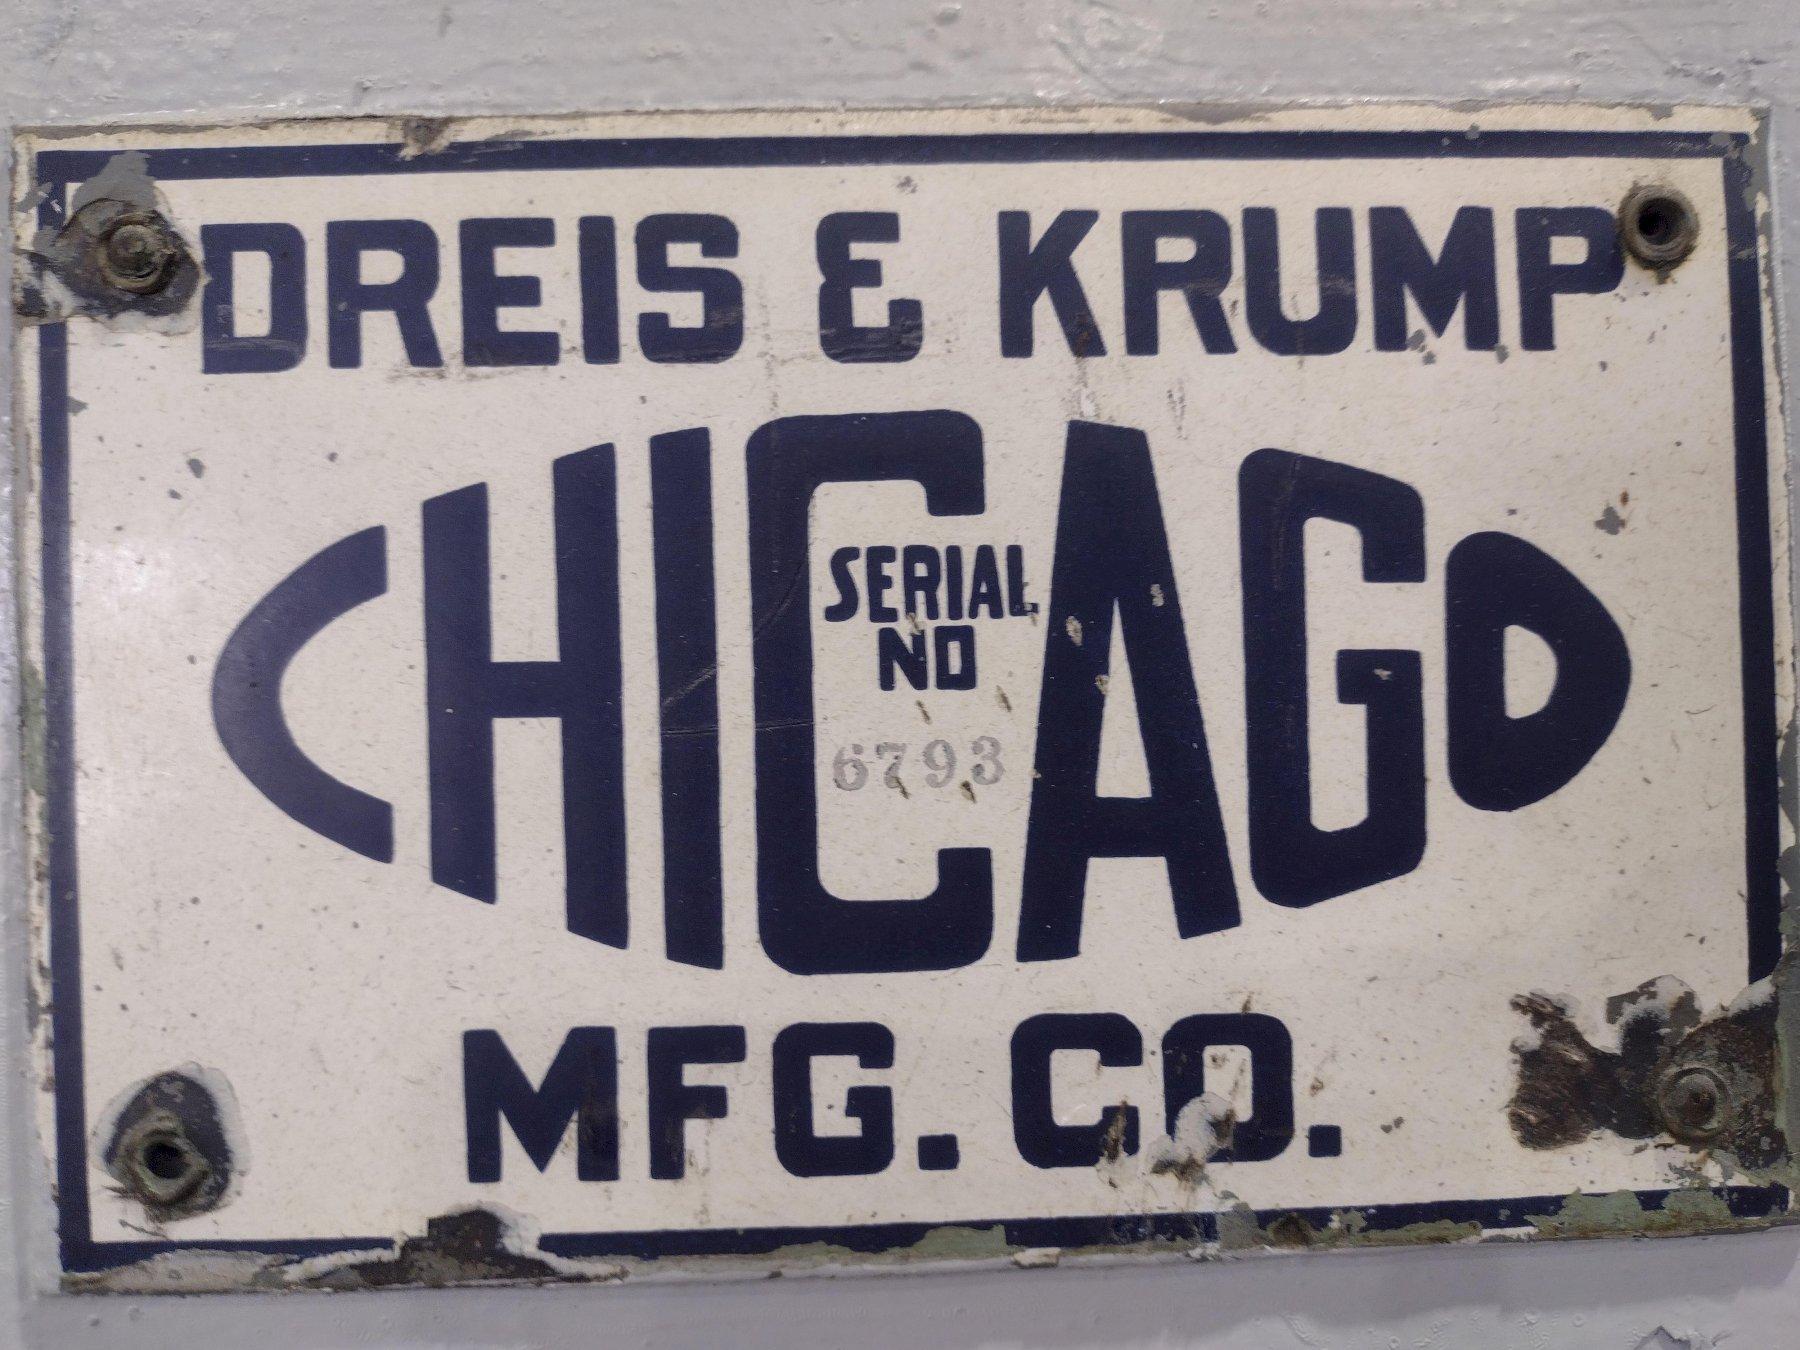 DREIS & KRUMP
CHICAGO
SERIAL
NO
6793
MFG. CO.